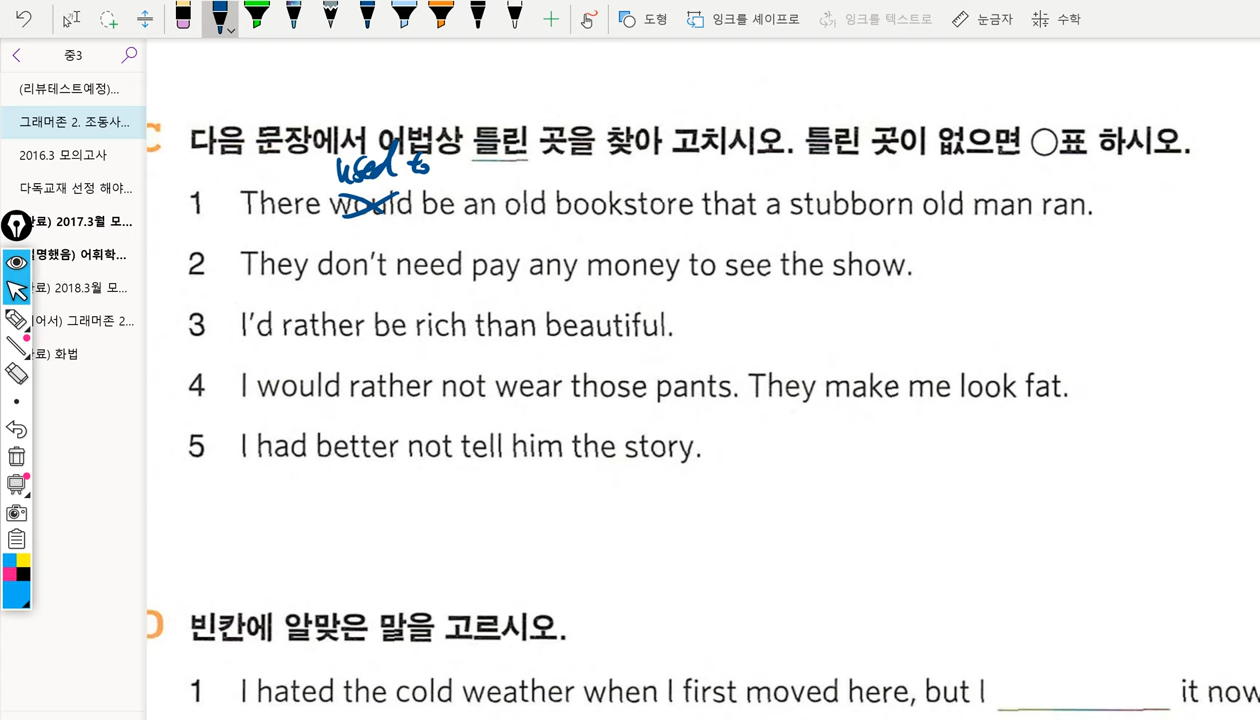 도형
잉크를 셰이프로
잉크를 텍스트로
눈금자
수학
중3
(리뷰테스트예정)...
그래머존 2. 조동사...
2016.3 모의고사
다독교재 선정 해야...
료) 2017.3월 모...
명했음) 어휘학...
료) 2018.3월 모...
어서) 그래머존 2...
료) 화법
C 다음 문장에서 어법상 틀린 곳을 찾아 고치시오. 틀린 곳이 없으면 ○표 하시오.
used to
1 There would be an old bookstore that a stubborn old man ran.
2 They don't need pay any money to see the show.
3 I'd rather be rich than beautiful.
4 I would rather not wear those pants. They make me look fat.
5 I had better not tell him the story.
D 빈칸에 알맞은 말을 고르시오.
1 I hated the cold weather when I first moved here, but I __________ it now